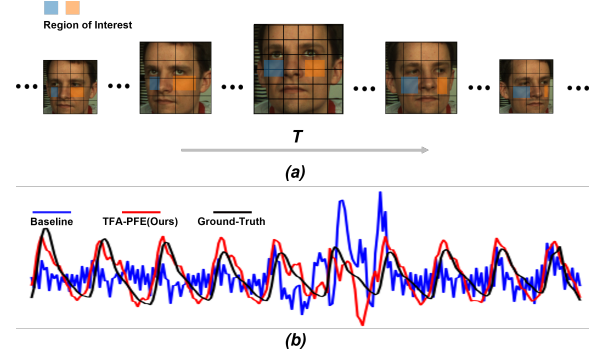 Region of Interest
T
(a)
Baseline TFA-PFE(Ours) Ground-Truth
(b)